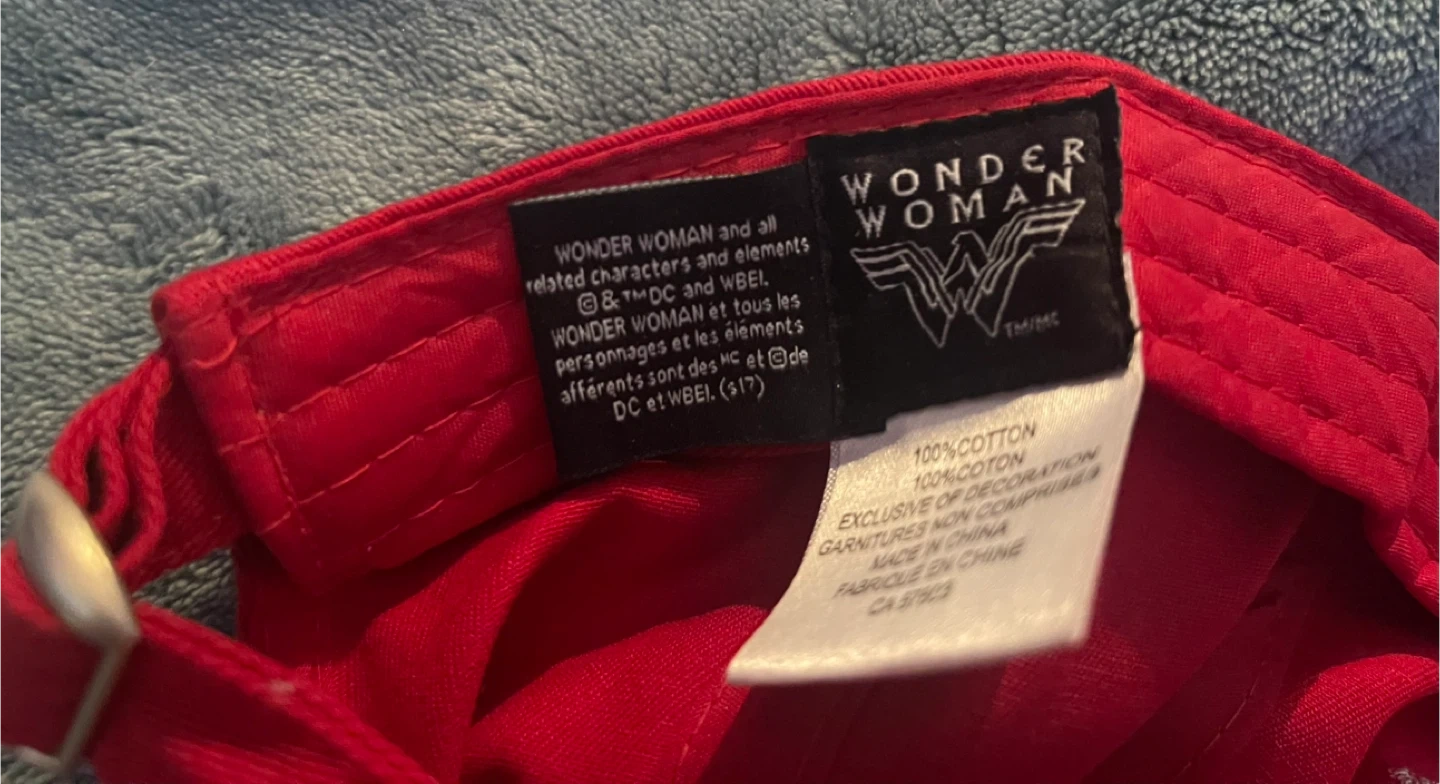 WONDER WOMAN and all
related characters and elements
©&™DC and WBEI.
WONDER WOMAN et tous les
personnages et les éléments
afférents sont des MC et ©de
DC et WBEI. (s17)
WONDER
WOMAN
TM/MC
100%COTTON
100%COTON
EXCLUSIVE OF DECORATION
GARNITURES NON COMPRISES
MADE IN CHINA
FABRIQUÉ EN CHINE
CA